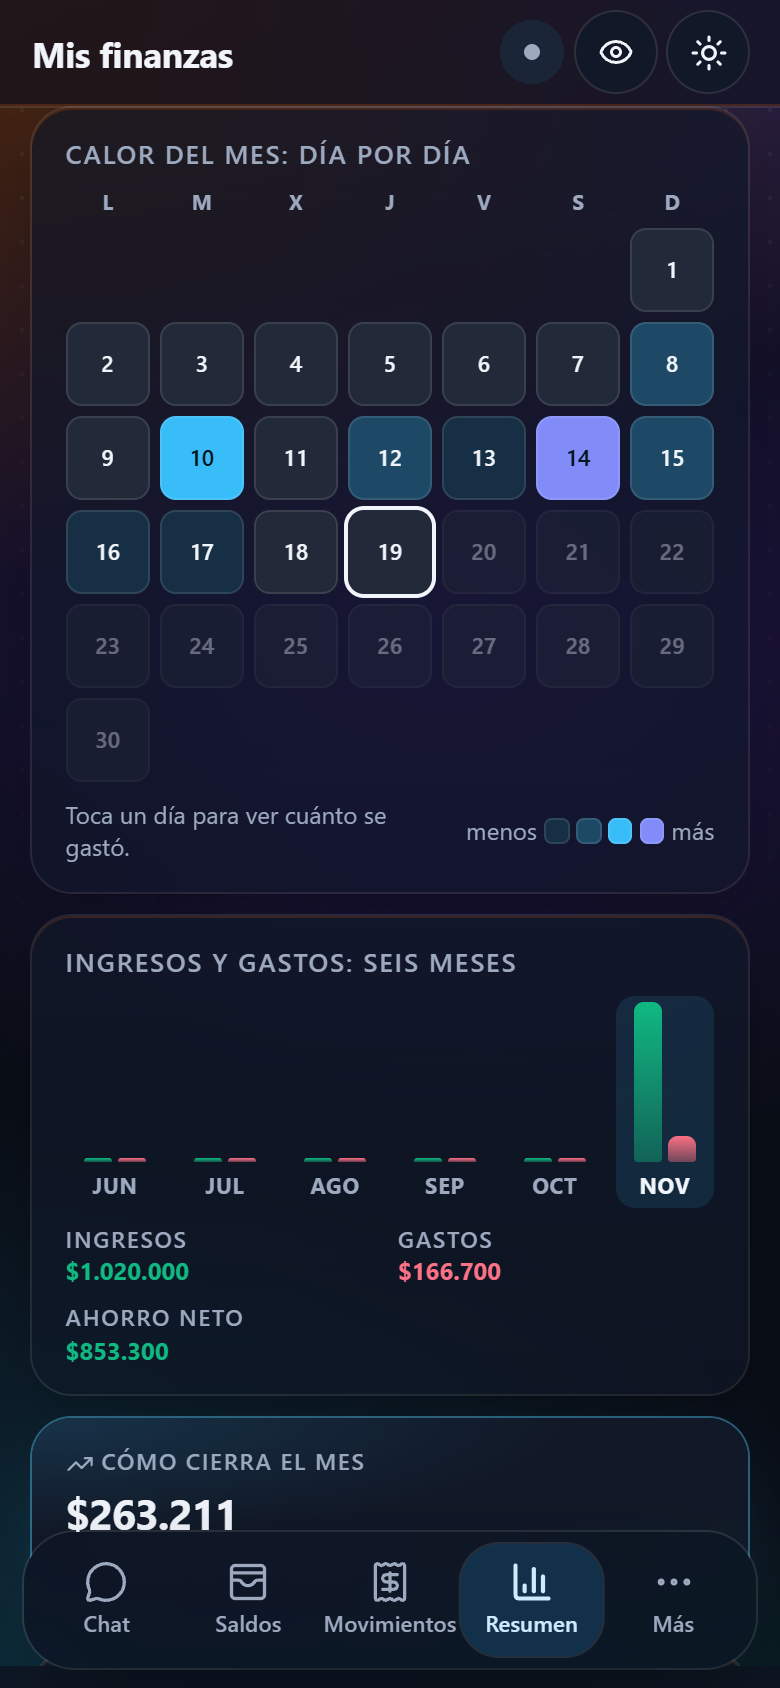 Mis finanzas
CALOR DEL MES: DÍA POR DÍA
L M X J V S D
1
2 3 4 5 6 7 8
9 10 11 12 13 14 15
16 17 18 19 20 21 22
23 24 25 26 27 28 29
30
Toca un día para ver cuánto se
gastó.
menos más
INGRESOS Y GASTOS: SEIS MESES
JUN JUL AGO SEP OCT NOV
INGRESOS GASTOS
$1.020.000 $166.700
AHORRO NETO
$853.300
CÓMO CIERRA EL MES
$263.211
Chat Saldos Movimientos Resumen Más